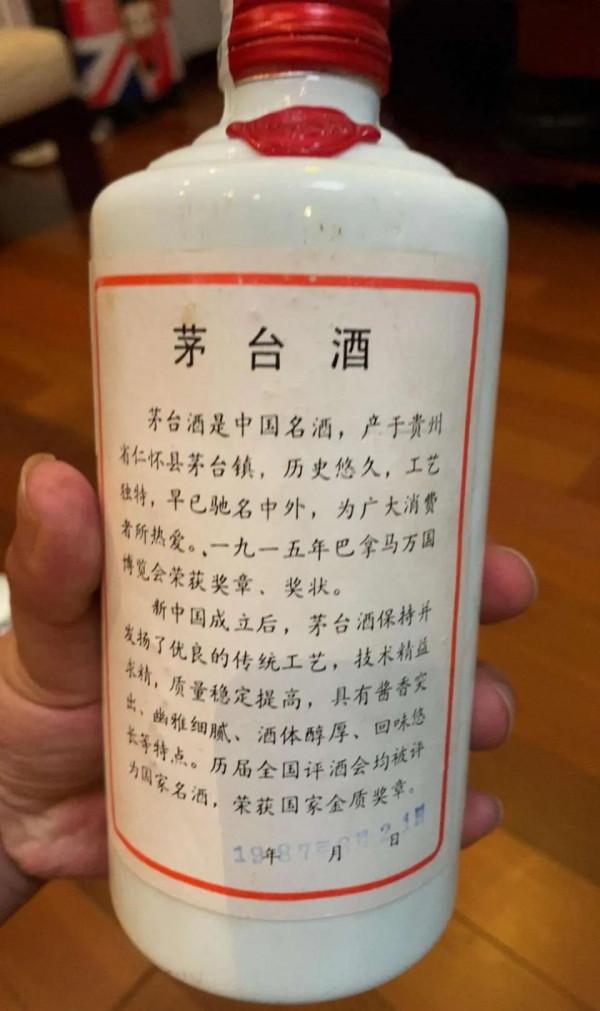 茅台酒
茅台酒是中国名酒，产于贵州
省仁怀县茅台镇，历史悠久，工艺
独特，早已驰名中外，为广大消费
者所热爱。、一九一五年巴拿马万国
博览会荣获奖章、奖状。
新中国成立后，茅台酒保持并
发扬了优良的传统工艺，技术精益
求精，质量稳定提高，具有酱香突
出、幽雅细腻、酒体醇厚、回味悠
长等特点。历届全国评酒会均被评
为国家名酒，荣获国家金质奖章。
年 月 日
1987年